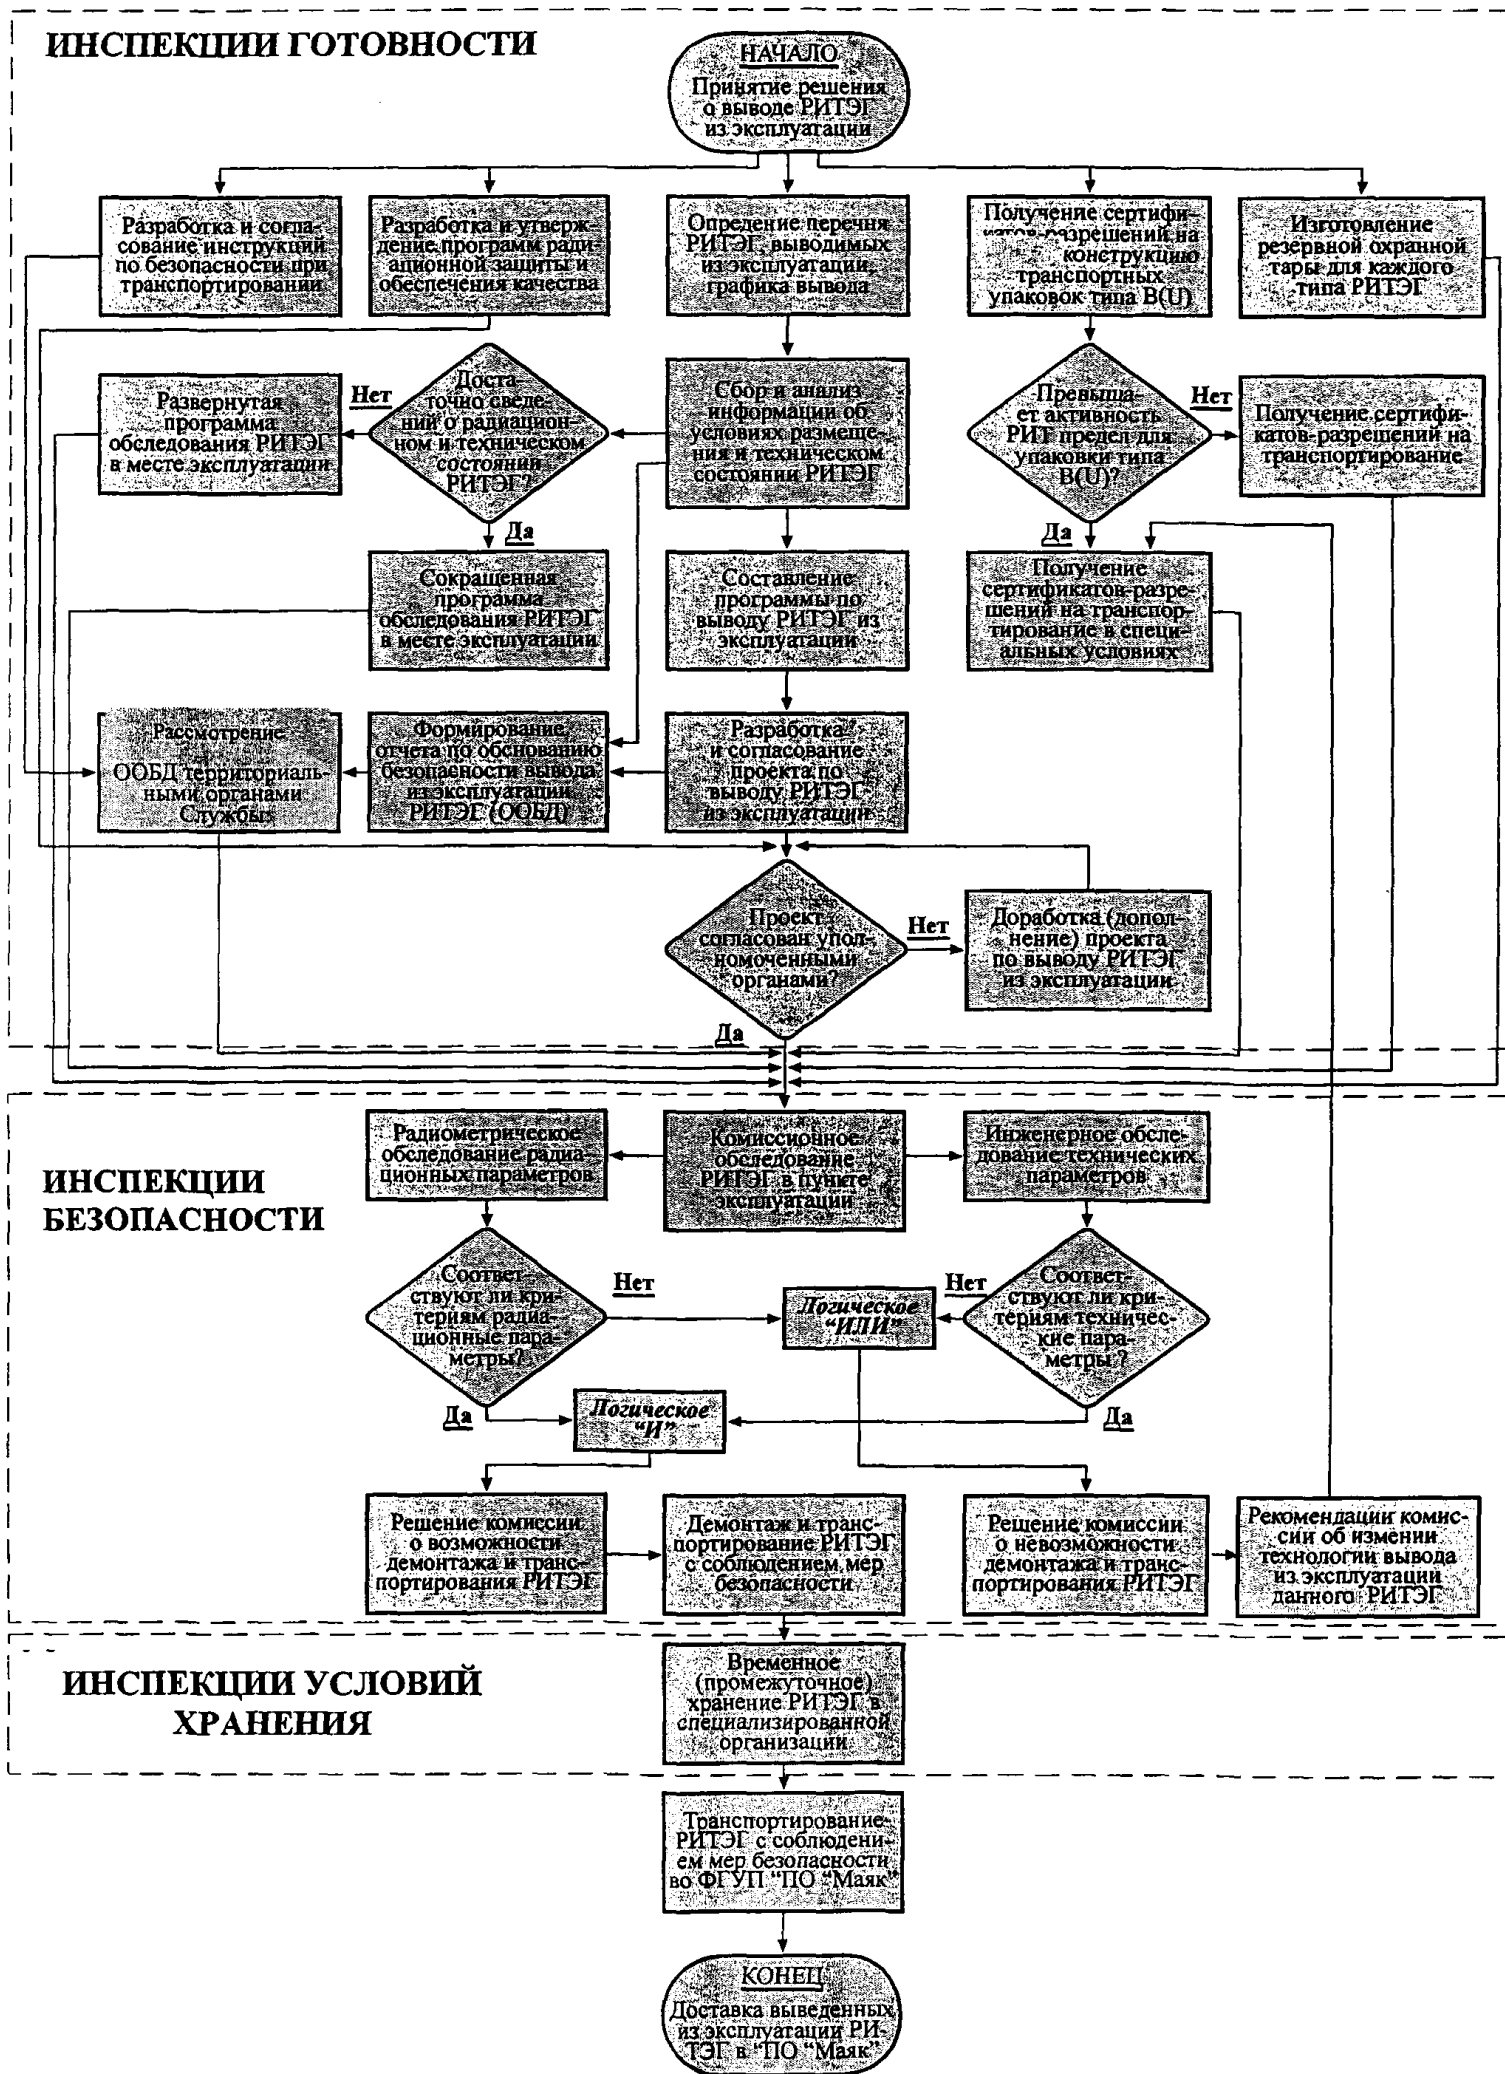 ИНСПЕКЦИИ ГОТОВНОСТИ
НАЧАЛО
Принятие решения
о выводе РИТЭГ
из эксплуатации
Разработка и согла-
сование инструкций
по безопасности при
транспортировании
Разработка и утверж-
дение программ ради-
ационной защиты и
обеспечения качества
Опредение перечня
РИТЭГ, выводимых
из эксплуатации,
графика вывода
Получение сертифи-
катов-разрешений на
конструкцию
транспортных
упаковок типа B(U)
Изготовление
резервной охранной
тары для каждого
типа РИТЭГ
Развернутая
программа
обследования РИТЭГ
в месте эксплуатации
Нет
Доста-
точно сведе-
ний о радиацион-
ном и техническом
состоянии
РИТЭГ?
Да
Сбор и анализ
информации об
условиях размеще-
ния и техническом
состоянии РИТЭГ
Превыша-
ет активность
РИТ предел для
упаковки типа
B(U)?
Нет
Да
Получение сертифи-
катов-разрешений на
транспортирование
Сокращенная
программа
обследования РИТЭГ
в месте эксплуатации
Составление
программы по
выводу РИТЭГ из
эксплуатации
Получение
сертификатов-разре-
шений на транспор-
тирование в специ-
альных условиях
Рассмотрение
ООБД территориаль-
ными органами
Службы
Формирование
отчета по обснованию
безопасности вывода
из эксплуатации
РИТЭГ (ООБД)
Разработка
и согласование
проекта по
выводу РИТЭГ
из эксплуатации
Проект
согласован упол-
номоченными
органами?
Нет
Да
Доработка (допол-
нение) проекта
по выводу РИТЭГ
из эксплуатации
ИНСПЕКЦИИ
БЕЗОПАСНОСТИ
Радиометрическое
обследование радиа-
ционных параметров
Комиссионное
обследование
РИТЭГ в пункте
эксплуатации
Инженерное обсле-
дование технических
параметров
Соответ-
ствуют ли кри-
териям радиа-
ционные пара-
метры?
Нет
Да
Логическое
“ИЛИ”
Нет
Соответ-
ствуют ли кри-
териям техничес-
кие пара-
метры ?
Да
Логическое
“И”
Решение комиссии
о возможности
демонтажа и транс-
портирования РИТЭГ
Демонтаж и транс-
портирование РИТЭГ
с соблюдением мер
безопасности
Решение комиссии
о невозможности
демонтажа и транс-
портирования РИТЭГ
Рекомендации комис-
сии об измении
технологии вывода
из эксплуатации
данного РИТЭГ
ИНСПЕКЦИИ УСЛОВИЙ
ХРАНЕНИЯ
Временное
(промежуточное)
хранение РИТЭГ в
специализированной
организации
Транспортирование
РИТЭГ с соблюдени-
ем мер безопасности
во ФГУП “ПО “Маяк”
КОНЕЦ
Доставка выведенных
из эксплуатации РИ-
ТЭГ в “ПО “Маяк”